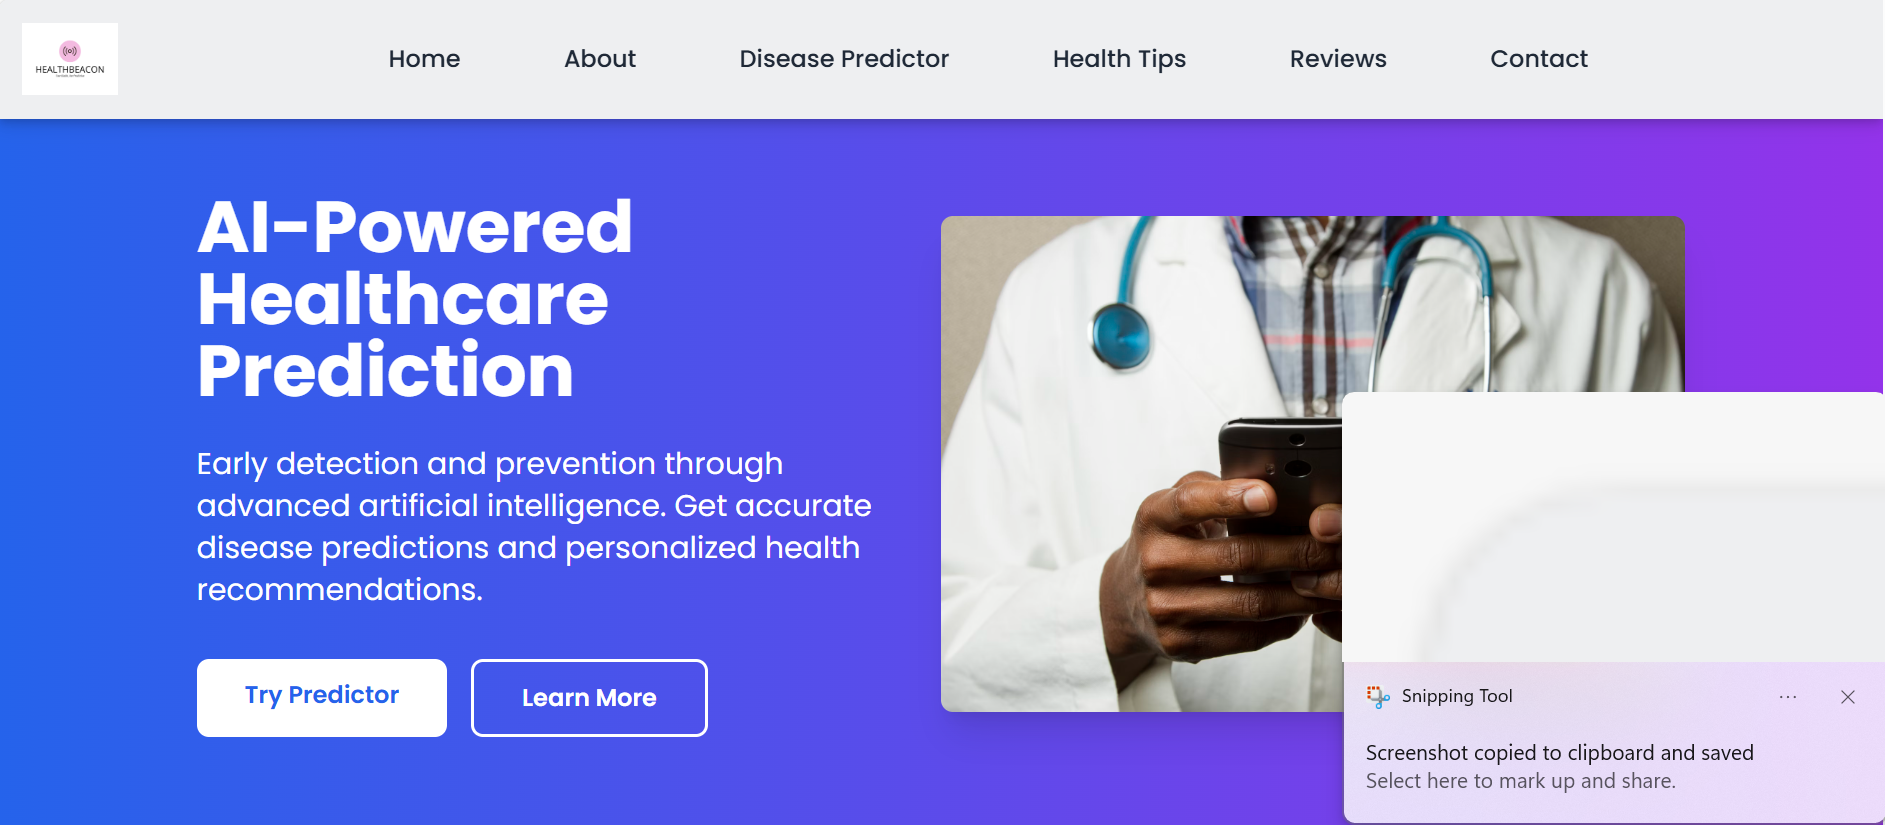 HEALTHBEACON
Home
About
Disease Predictor
Health Tips
Reviews
Contact
AI-Powered
Healthcare
Prediction
Early detection and prevention through
advanced artificial intelligence. Get accurate
disease predictions and personalized health
recommendations.
Try Predictor
Learn More
Snipping Tool
Screenshot copied to clipboard and saved
Select here to mark up and share.